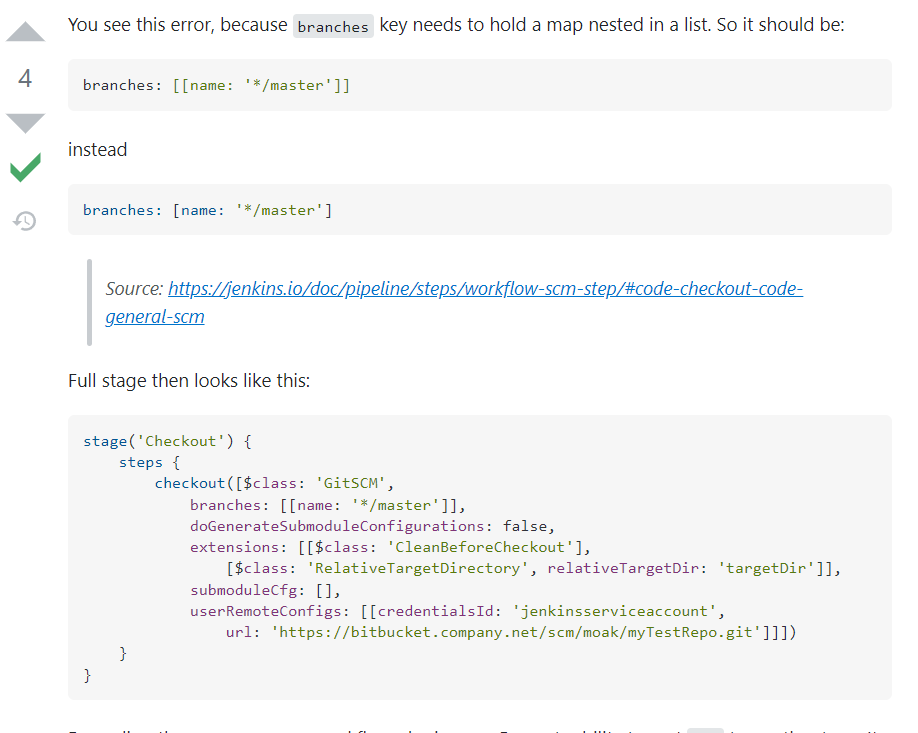 You see this error, because branches key needs to hold a map nested in a list. So it should be:
4
branches: [[name: '*/master']]
instead
branches: [name: '*/master']
Source: https://jenkins.io/doc/pipeline/steps/workflow-scm-step/#code-checkout-code-
general-scm
Full stage then looks like this:
stage('Checkout') {
    steps {
        checkout([$class: 'GitSCM',
            branches: [[name: '*/master']],
            doGenerateSubmoduleConfigurations: false,
            extensions: [[$class: 'CleanBeforeCheckout'],
                [$class: 'RelativeTargetDirectory', relativeTargetDir: 'targetDir']],
            submoduleCfg: [],
            userRemoteConfigs: [[credentialsId: 'jenkinsserviceaccount',
                url: 'https://bitbucket.company.net/scm/moak/myTestRepo.git']]])
    }
}